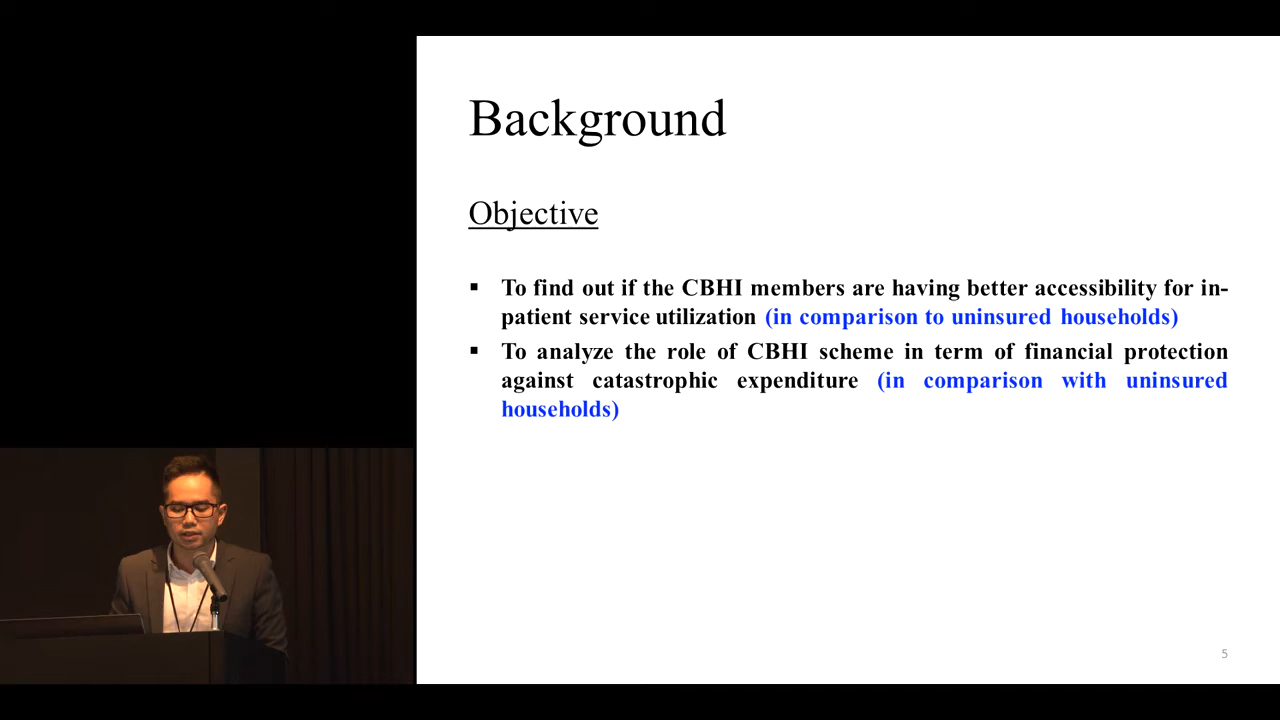 Background
Objective
▪ To find out if the CBHI members are having better accessibility for in-
patient service utilization (in comparison to uninsured households)
▪ To analyze the role of CBHI scheme in term of financial protection
against catastrophic expenditure (in comparison with uninsured
households)
5